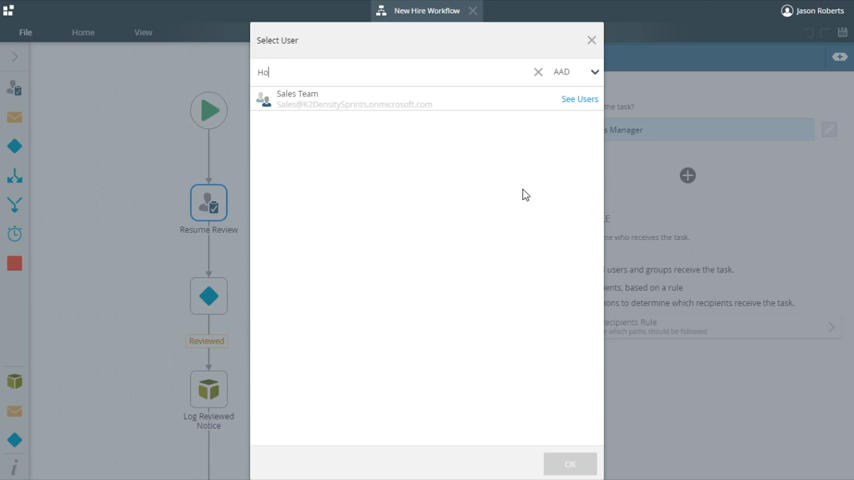 New Hire Workflow
Jason Roberts
File
Home
View
Select User
Ho
AAD
Sales Team
Sales@K2DensitySprints.onmicrosoft.com
See Users
OK
Resume Review
Reviewed
Log Reviewed
Notice
the task?
s Manager
me who receives the task.
users and groups receive the task.
ients, based on a rule
ions to determine which recipients receive the task.
ecipients Rule
which paths should be followed